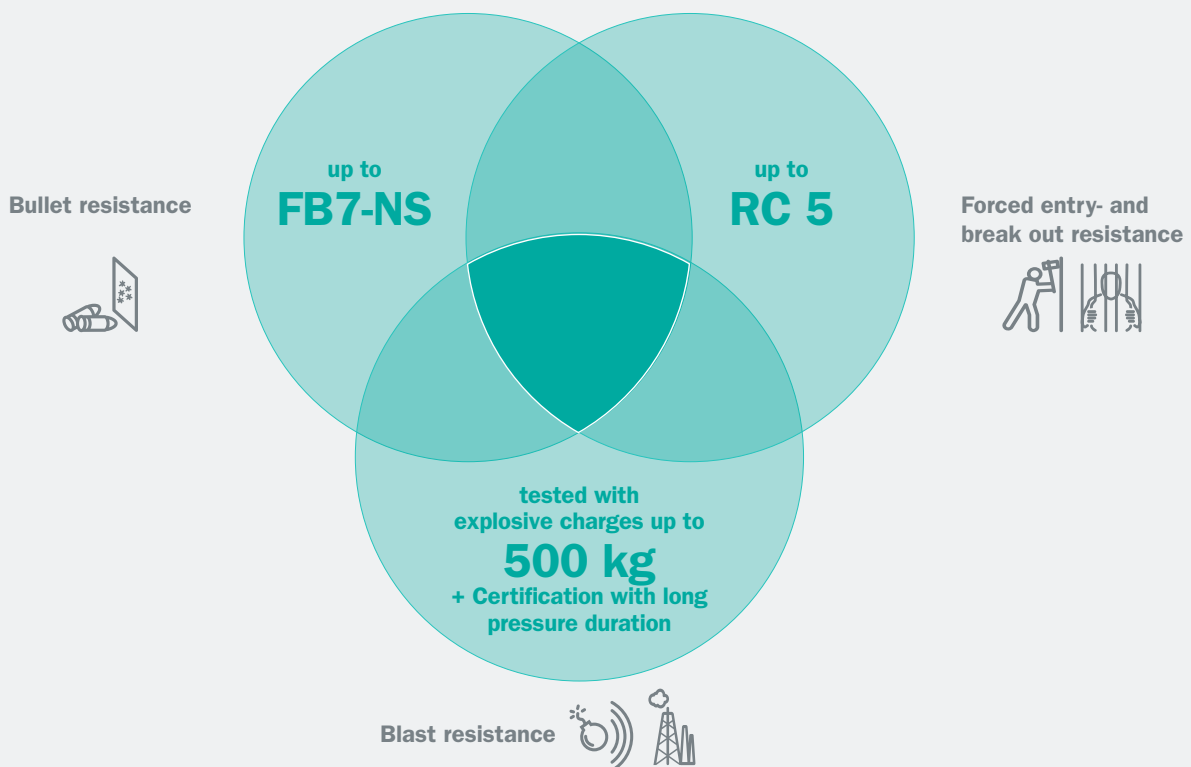 Bullet resistance
up to
FB7-NS
up to
RC 5
Forced entry- and
break out resistance
tested with
explosive charges up to
500 kg
+ Certification with long
pressure duration
Blast resistance